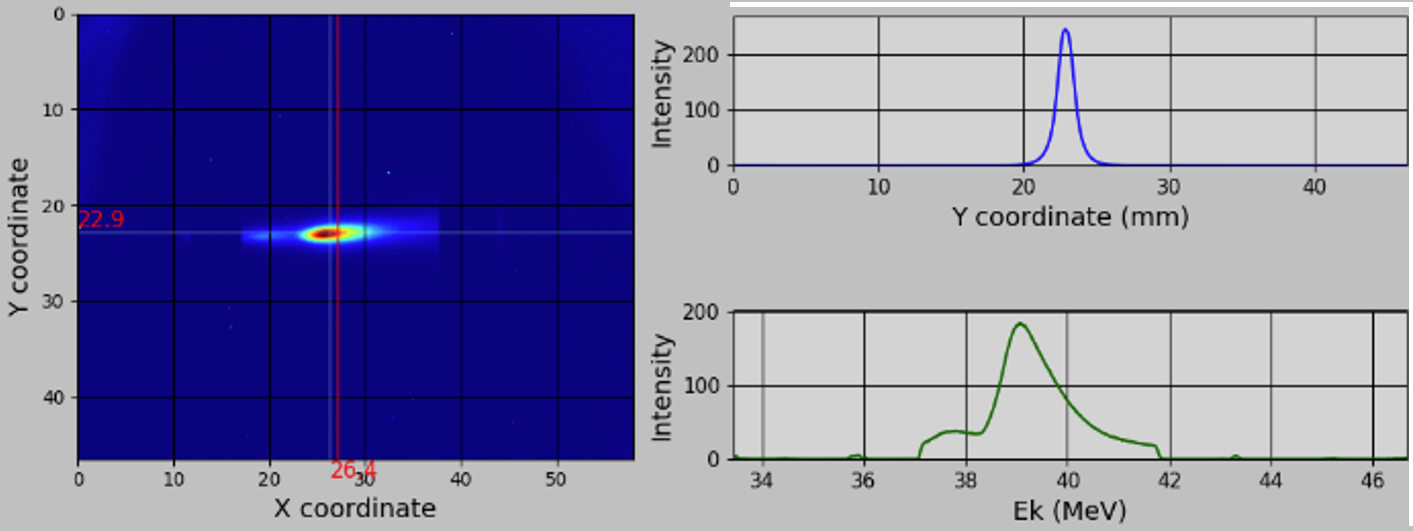 0
10
20
30
40
Y coordinate
22.9
0 10 20 30 40 50
26.4
X coordinate
200
100
0
Intensity
0 10 20 30 40
Y coordinate (mm)
200
100
0
Intensity
34 36 38 40 42 44 46
Ek (MeV)